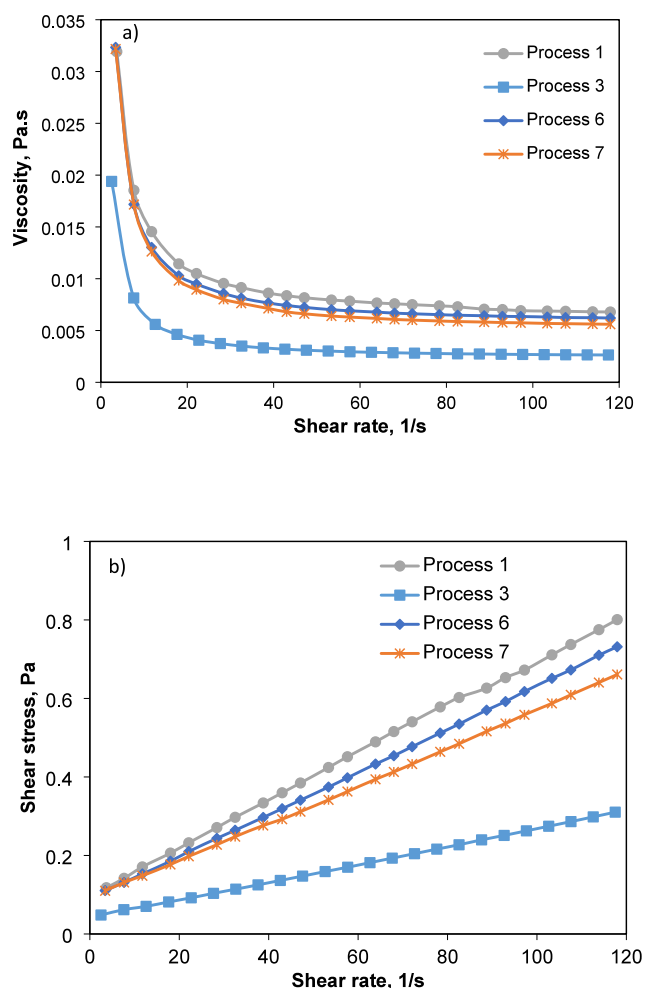 a)
Viscosity, Pa.s
0.035
0.03
0.025
0.02
0.015
0.01
0.005
0
Process 1
Process 3
Process 6
Process 7
0 20 40 60 80 100 120
Shear rate, 1/s
b)
Shear stress, Pa
1
0.8
0.6
0.4
0.2
0
Process 1
Process 3
Process 6
Process 7
0 20 40 60 80 100 120
Shear rate, 1/s